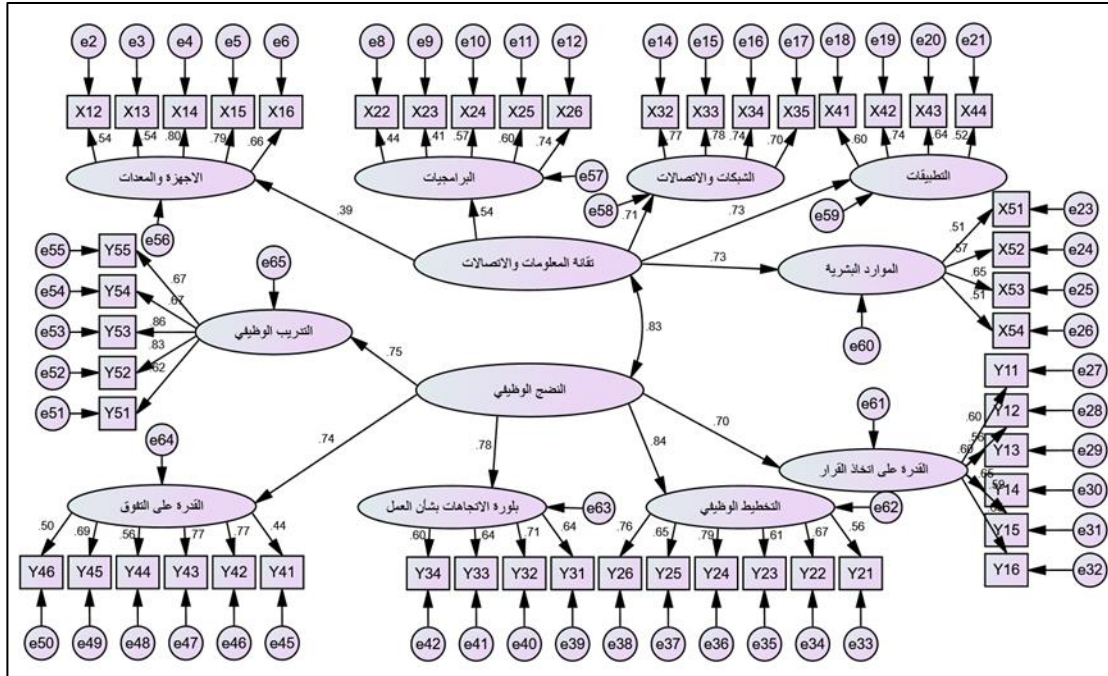 e2 e3 e4 e5 e6 e8 e9 e10 e11 e12 e14 e15 e16 e17 e18 e19 e20 e21
X12 X13 X14 X15 X16 X22 X23 X24 X25 X26 X32 X33 X34 X35 X41 X42 X43 X44
.54 .54 .80 .79 .66 .44 .41 .57 .60 .74 .77 .78 .74 .70 .60 .74 .64 .52
الاجهزة والمعدات
البرامجيات
الشبكات والاتصالات
التطبيقات
e56 e57 e58 e59
.39 .54 .71 .73
تقانة المعلومات والاتصالات
.73
الموارد البشرية
e60
.51 .57 .65 .51
X51 e23
X52 e24
X53 e25
X54 e26
e55 Y55
e54 Y54
e53 Y53
e52 Y52
e51 Y51
.67 .67 .86 .83 .62
e65
التدريب الوظيفي
.83
.75
النضج الوظيفي
.74 .78 .84 .70
e61
القدرة على اتخاذ القرار
Y11 e27
Y12 e28
Y13 e29
Y14 e30
Y15 e31
Y16 e32
.60 .56 .60 .65 .59
e64
القدرة على التفوق
بلورة الاتجاهات بشأن العمل
e63
التخطيط الوظيفي
e62
.50 .69 .56 .77 .77 .44 .60 .64 .71 .64 .76 .65 .79 .61 .67 .56
Y46 Y45 Y44 Y43 Y42 Y41 Y34 Y33 Y32 Y31 Y26 Y25 Y24 Y23 Y22 Y21
e50 e49 e48 e47 e46 e45 e42 e41 e40 e39 e38 e37 e36 e35 e34 e33